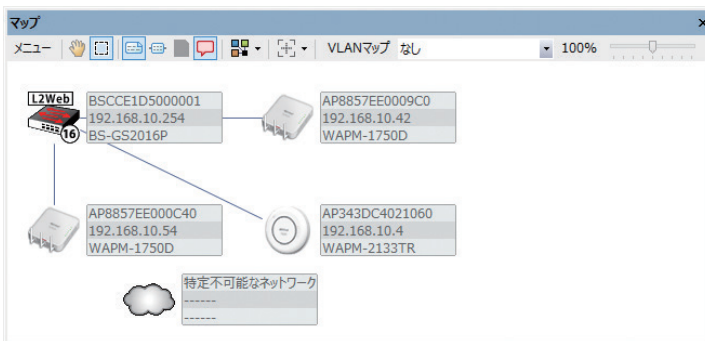 マップ
メニュー VLANマップ なし 100%
L2Web
16
BSCCE1D5000001
192.168.10.254
BS-GS2016P
AP8857EE0009C0
192.168.10.42
WAPM-1750D
AP8857EE000C40
192.168.10.54
WAPM-1750D
AP343DC4021060
192.168.10.4
WAPM-2133TR
特定不可能なネットワーク
------
------